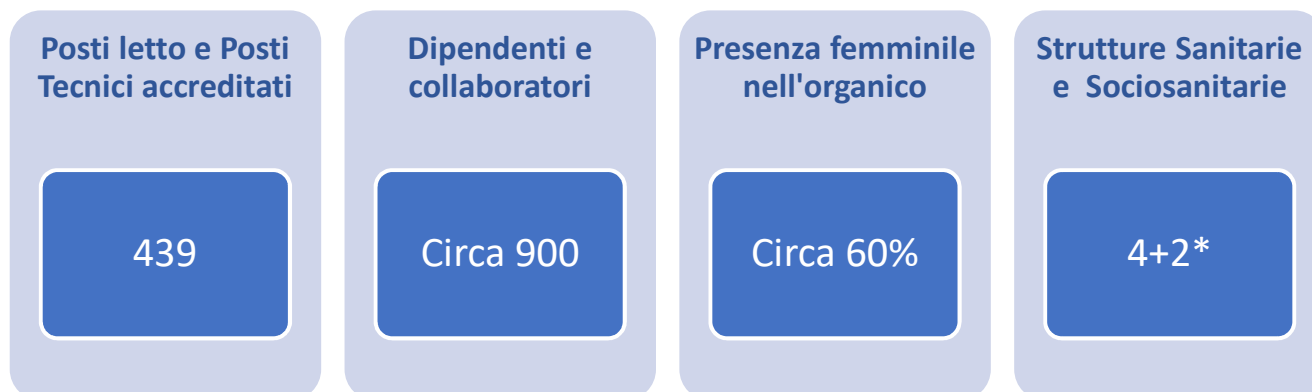 Posti letto e Posti
Tecnici accreditati
439
Dipendenti e
collaboratori
Circa 900
Presenza femminile
nell'organico
Circa 60%
Strutture Sanitarie
e Sociosanitarie
4+2*